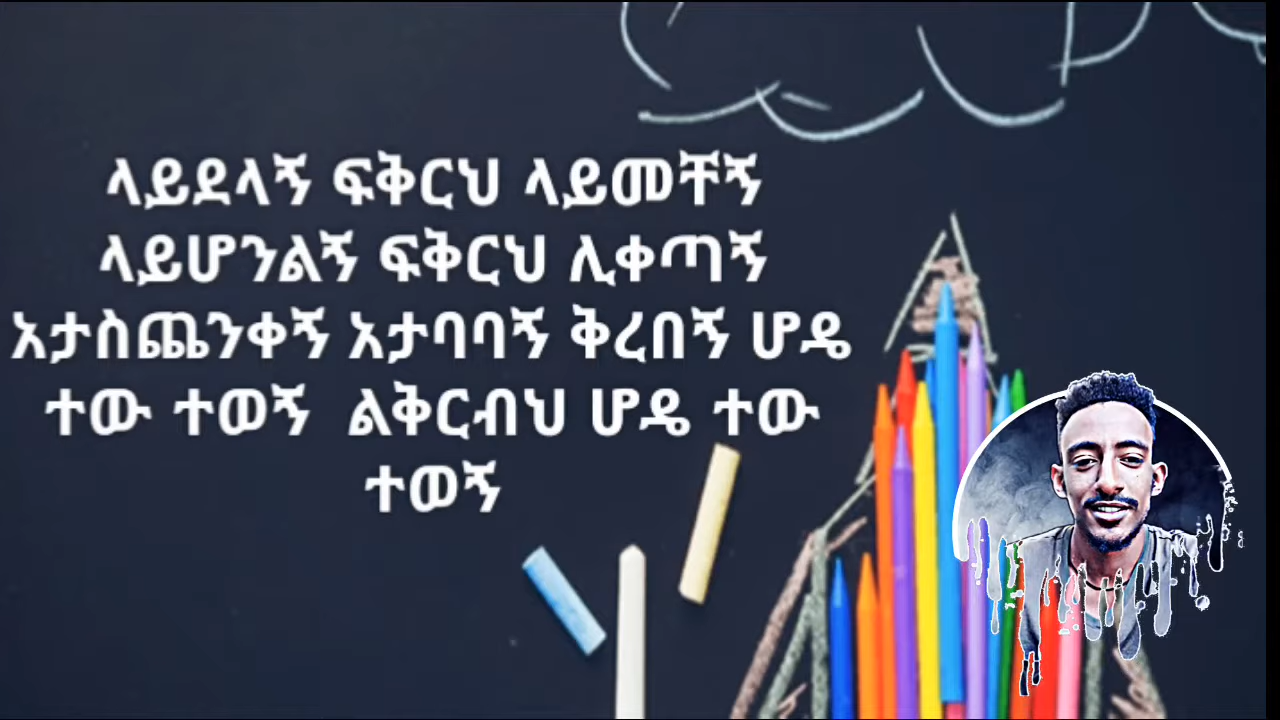 ላይደላኝ ፍቅርህ ላይመቸኝ
ላይሆንልኝ ፍቅርህ ሊቀጣኝ
አታስጨንቀኝ አታባባኝ ቅረበኝ ሆዴ
ተው ተወኝ ልቅርብህ ሆዴ ተው
ተወኝ